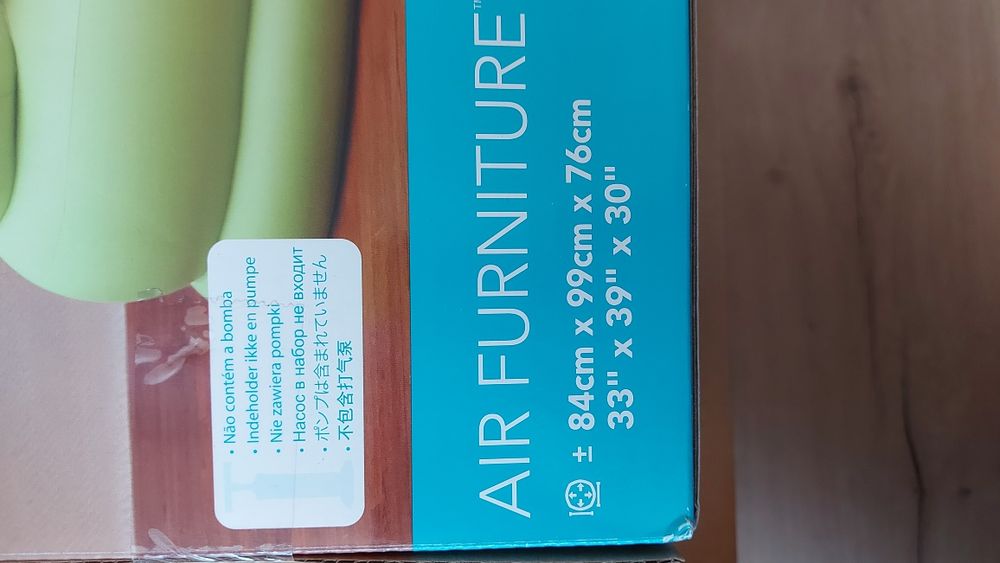 • Não contém a bomba
• Indeholder ikke en pumpe
• Nie zawiera pompki
• Насос в набор не входит
• ポンプは含まれていません
• 不包含打气泵
AIR FURNITURE™
± 84cm x 99cm x 76cm
33" x 39" x 30"